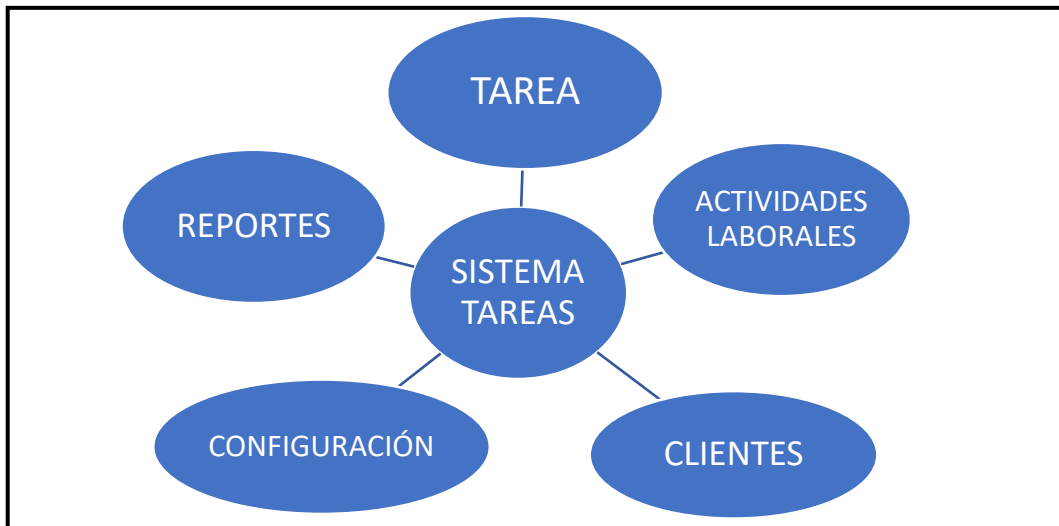 TAREA
ACTIVIDADES
LABORALES
REPORTES
SISTEMA
TAREAS
CONFIGURACIÓN
CLIENTES